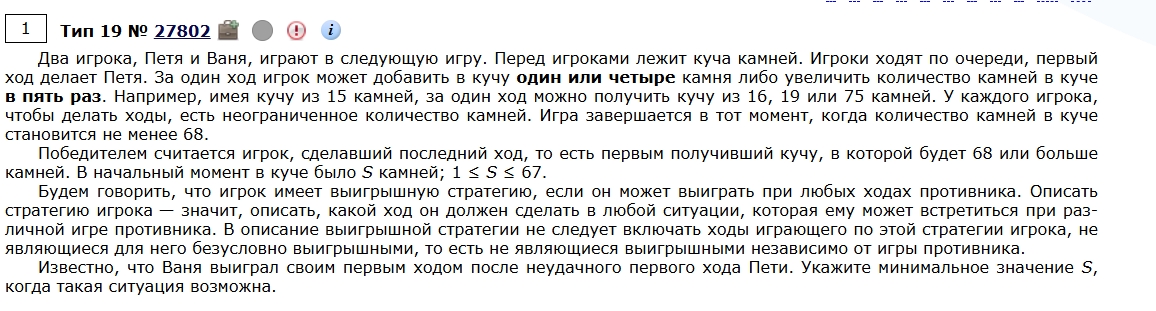 1 Тип 19 № 27802 i
Два игрока, Петя и Ваня, играют в следующую игру. Перед игроками лежит куча камней. Игроки ходят по очереди, первый
ход делает Петя. За один ход игрок может добавить в кучу один или четыре камня либо увеличить количество камней в куче
в пять раз. Например, имея кучу из 15 камней, за один ход можно получить кучу из 16, 19 или 75 камней. У каждого игрока,
чтобы делать ходы, есть неограниченное количество камней. Игра завершается в тот момент, когда количество камней в куче
становится не менее 68.
Победителем считается игрок, сделавший последний ход, то есть первым получивший кучу, в которой будет 68 или больше
камней. В начальный момент в куче было S камней; 1 ≤ S ≤ 67.
Будем говорить, что игрок имеет выигрышную стратегию, если он может выиграть при любых ходах противника. Описать
стратегию игрока — значит, описать, какой ход он должен сделать в любой ситуации, которая ему может встретиться при раз-
личной игре противника. В описание выигрышной стратегии не следует включать ходы играющего по этой стратегии игрока, не
являющиеся для него безусловно выигрышными, то есть не являющиеся выигрышными независимо от игры противника.
Известно, что Ваня выиграл своим первым ходом после неудачного первого хода Пети. Укажите минимальное значение S,
когда такая ситуация возможна.